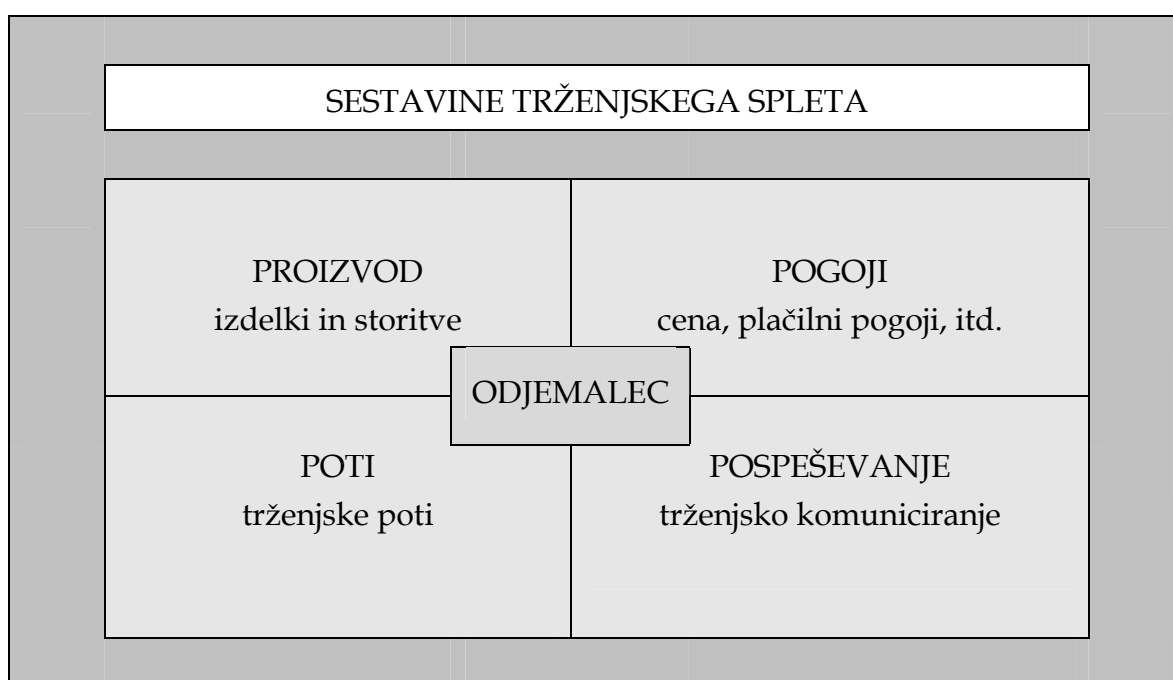 SESTAVINE TRŽENJSKEGA SPLETA
PROIZVOD
izdelki in storitve
POGOJI
cena, plačilni pogoji, itd.
ODJEMALEC
POTI
trženjske poti
POSPEŠEVANJE
trženjsko komuniciranje